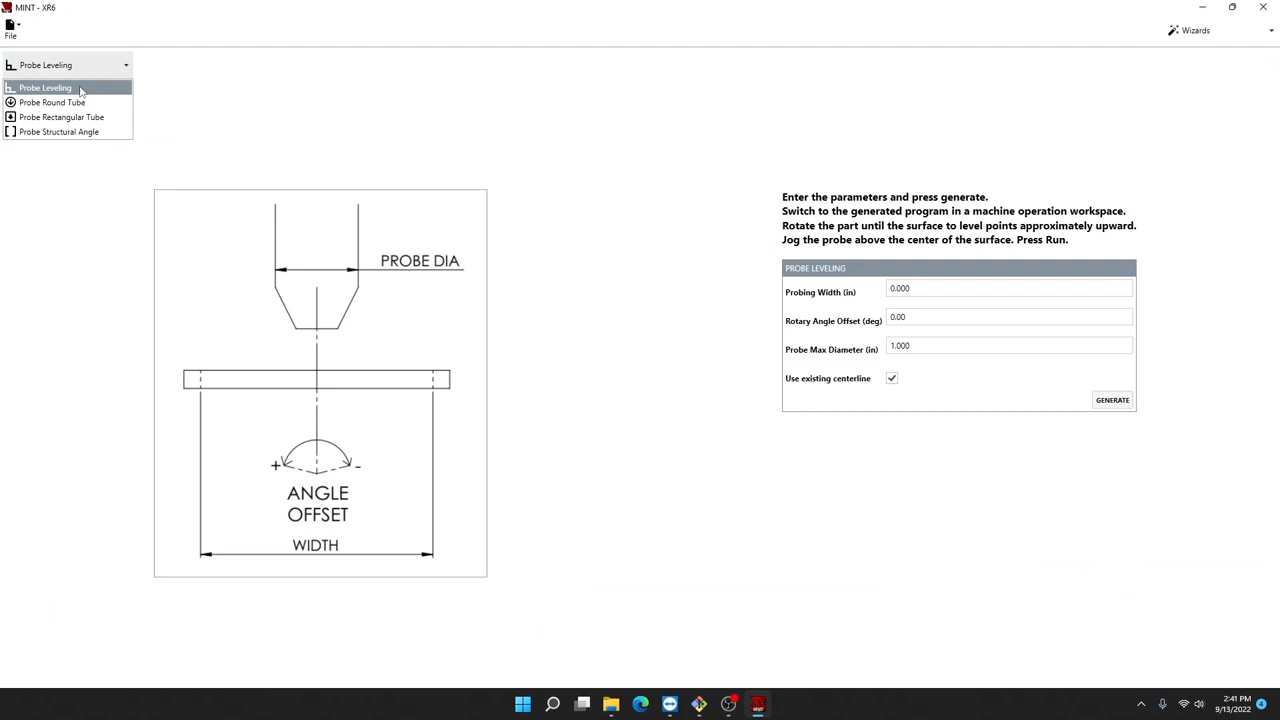 MINT - XR6
File
Wizards
Probe Leveling
Probe Leveling
Probe Round Tube
Probe Rectangular Tube
Probe Structural Angle
PROBE DIA
+ -
ANGLE
OFFSET
WIDTH
Enter the parameters and press generate.
Switch to the generated program in a machine operation workspace.
Rotate the part until the surface to level points approximately upward.
Jog the probe above the center of the surface. Press Run.
PROBE LEVELING
Probing Width (in) 0.000
Rotary Angle Offset (deg) 0.00
Probe Max Diameter (in) 1.000
Use existing centerline
GENERATE
2:41 PM
9/13/2022